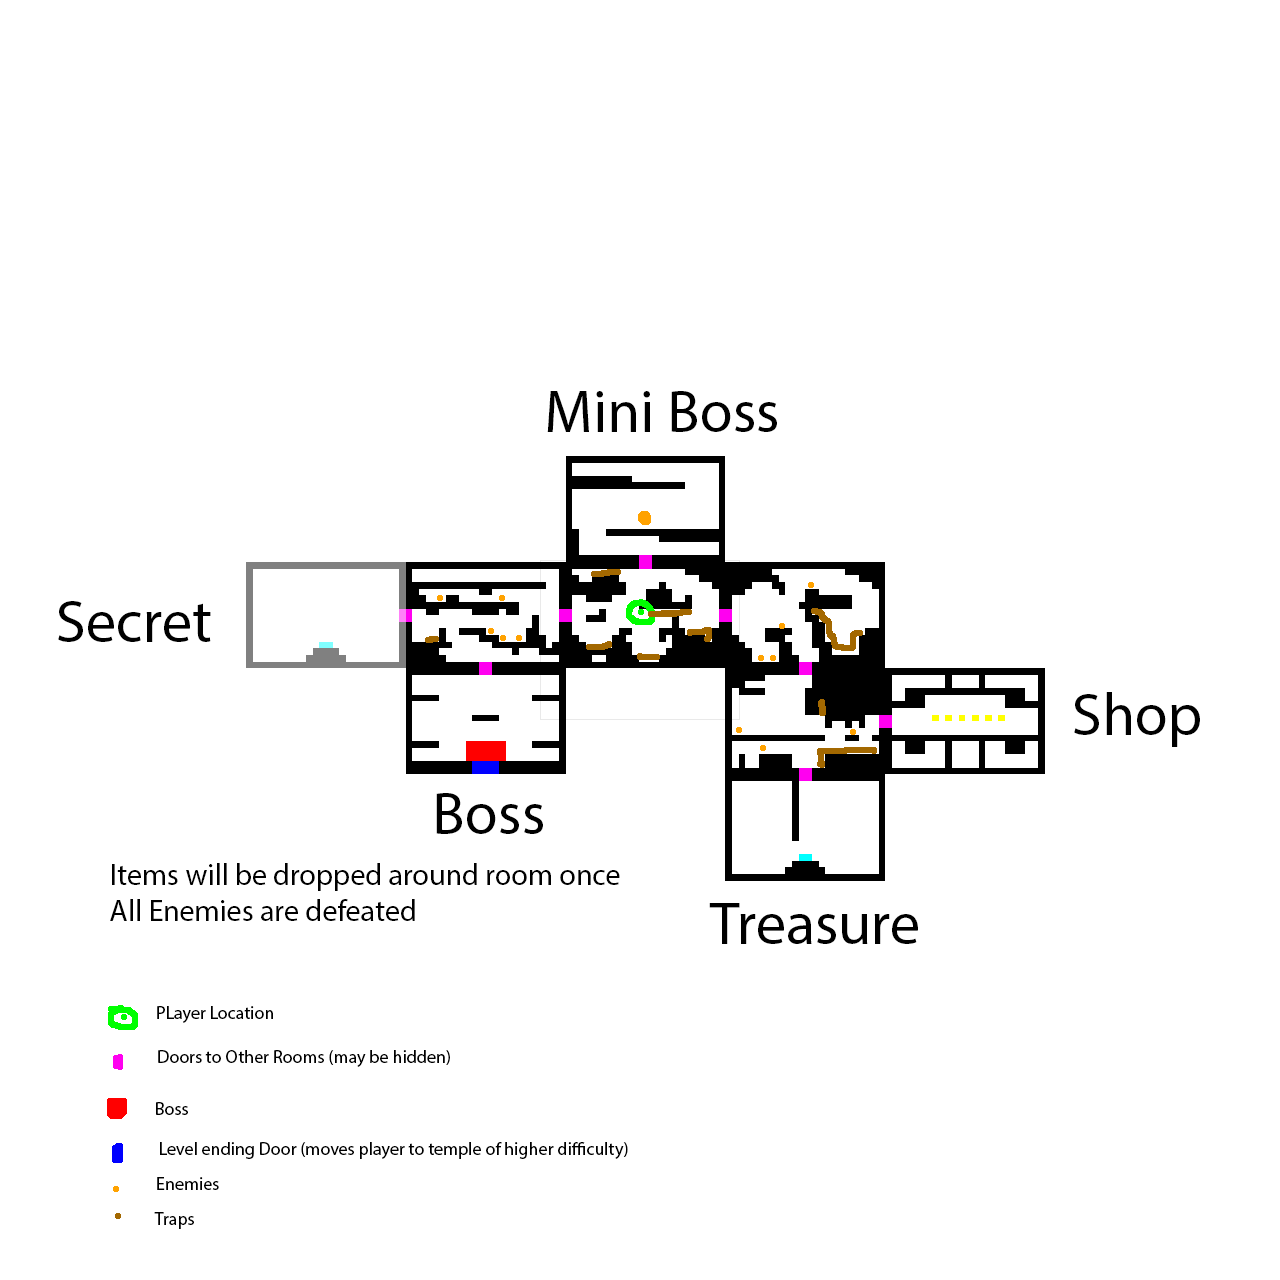 Mini Boss
Secret
Shop
Boss
Items will be dropped around room once
All Enemies are defeated
Treasure
PLayer Location
Doors to Other Rooms (may be hidden)
Boss
Level ending Door (moves player to temple of higher difficulty)
Enemies
Traps